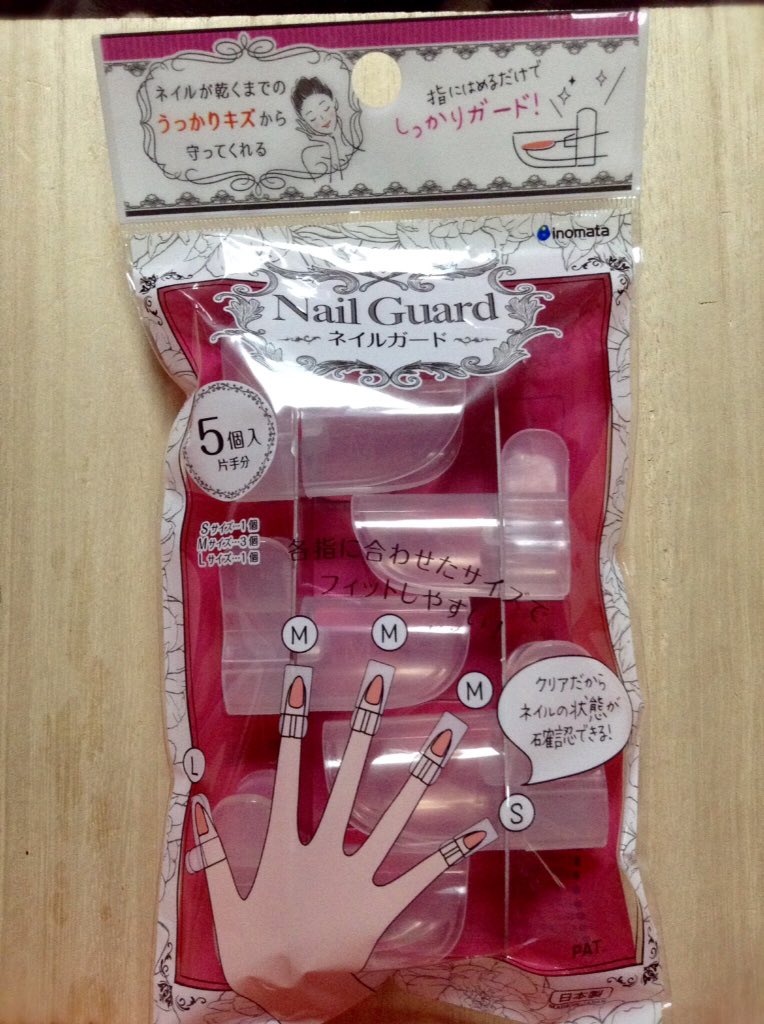 ネイルが乾くまでの
うっかりキズから
守ってくれる
指にはめるだけで
しっかりガード!
inomata
Nail Guard
ネイルガード
5個入
片手分
Sサイズ…1個
Mサイズ…3個
Lサイズ…1個
各指に合わせたサイズで
フィットしやすい!
M
M
M
L
S
クリアだから
ネイルの状態が
確認できる!
PAT.
日本製